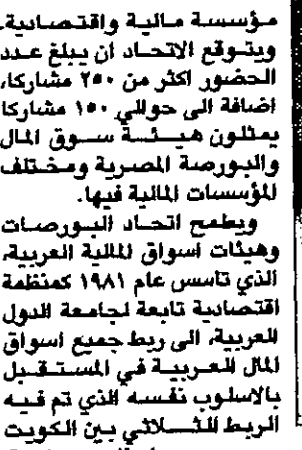 مؤسسة مالية واقتصادية.
ويتوقع الاتحاد ان يبلغ عدد
الحضور اكثر من ٢٥٠ مشاركا،
اضافة الى حوالي ١٥٠ مشاركا
يمثلون هيئة سوق المال
والبورصة المصرية ومختلف
المؤسسات المالية فيها.
ويطمح اتحاد البورصات
وهيئات اسواق المالية العربية،
الذي تاسس عام ١٩٨١ كمنظمة
اقتصادية تابعة لجامعة الدول
العربية، الى ربط جميع اسواق
المال العربية في المستقبل
بالاسلوب نفسه الذي تم فيه
الربط الثلاثي بين الكويت